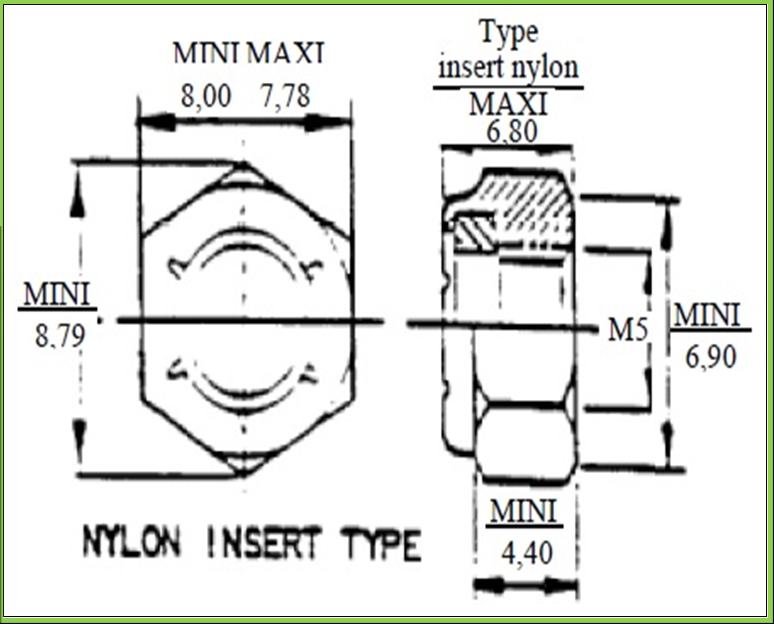 MINI MAXI
8,00 7,78
Type
insert nylon
MAXI
6,80
MINI
8,79
M5
MINI
6,90
MINI
4,40
NYLON INSERT TYPE